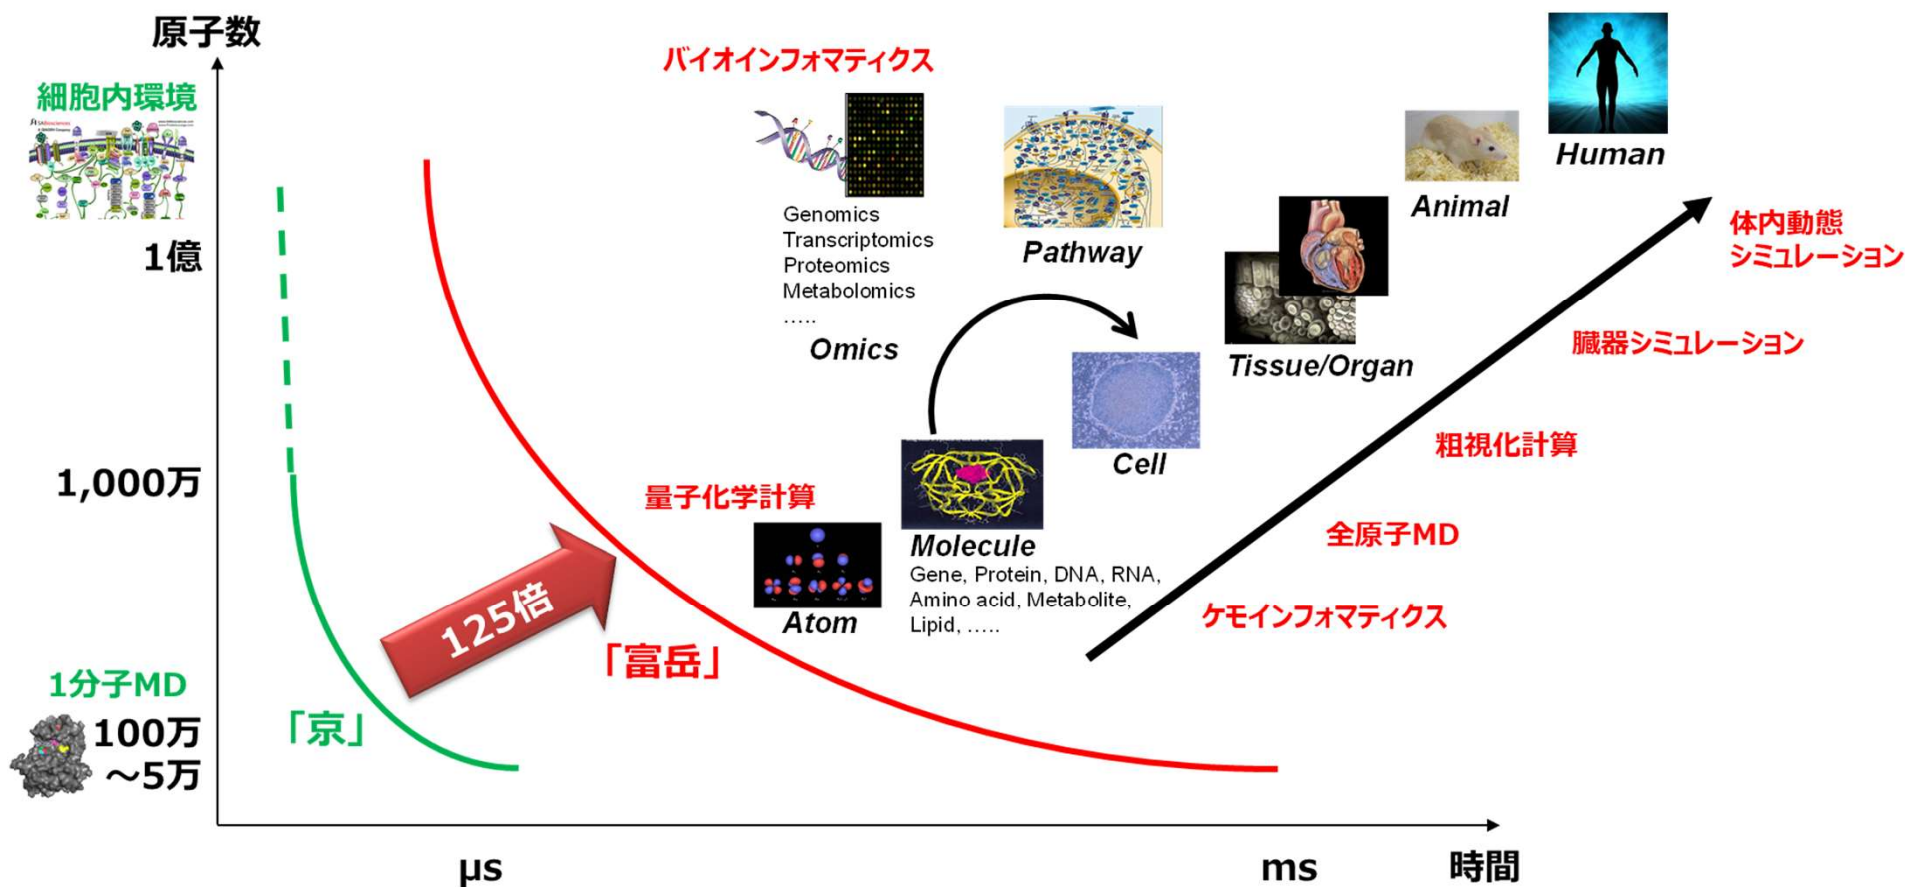 原子数
細胞内環境
SABiosciences
1億
1,000万
1分子MD
100万
～5万
「京」
125倍
「富岳」
バイオインフォマティクス
Genomics
Transcriptomics
Proteomics
Metabolomics
…..
Omics
Pathway
量子化学計算
Atom
Molecule
Gene, Protein, DNA, RNA,
Amino acid, Metabolite,
Lipid, …..
Cell
Tissue/Organ
Animal
Human
体内動態
シミュレーション
臓器シミュレーション
粗視化計算
全原子MD
ケモインフォマティクス
μs
ms
時間